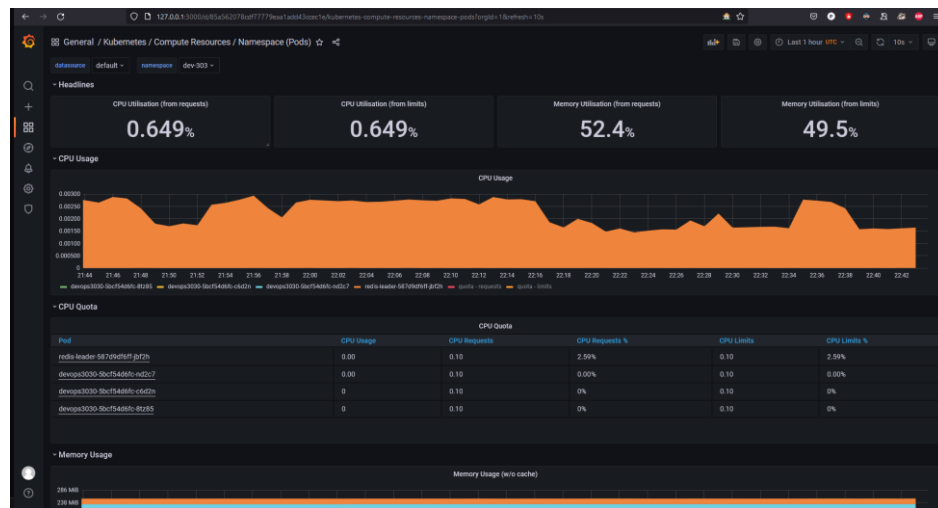 127.0.0.1:3000/d/85a562078cdf77779eaa1add43ccec1e/kubernetes-compute-resources-namespace-pods?orgId=1&refresh=10s
General / Kubernetes / Compute Resources / Namespace (Pods)
Last 1 hour UTC
10s
datasource default
namespace dev-303
Headlines
CPU Utilisation (from requests)
CPU Utilisation (from limits)
Memory Utilisation (from requests)
Memory Utilisation (from limits)
0.649%
0.649%
52.4%
49.5%
CPU Usage
CPU Usage
0.00300
0.00250
0.00200
0.00150
0.00100
0.000500
0
21:44 21:46 21:48 21:50 21:52 21:54 21:56 21:58 22:00 22:02 22:04 22:06 22:08 22:10 22:12 22:14 22:16 22:18 22:20 22:22 22:24 22:26 22:28 22:30 22:32 22:34 22:36 22:38 22:40 22:42
devops3030-5bcf54d6fc-8tz85 devops3030-5bcf54d6fc-c6d2n devops3030-5bcf54d6fc-nd2c7 redis-leader-587d9df6ff-jbf2h quota - requests quota - limits
CPU Quota
CPU Quota
Pod CPU Usage CPU Requests CPU Requests % CPU Limits CPU Limits %
redis-leader-587d9df6ff-jbf2h 0.00 0.10 2.59% 0.10 2.59%
devops3030-5bcf54d6fc-nd2c7 0.00 0.10 0.00% 0.10 0.00%
devops3030-5bcf54d6fc-c6d2n 0 0.10 0% 0.10 0%
devops3030-5bcf54d6fc-8tz85 0 0.10 0% 0.10 0%
Memory Usage
Memory Usage (w/o cache)
286 MiB
238 MiB